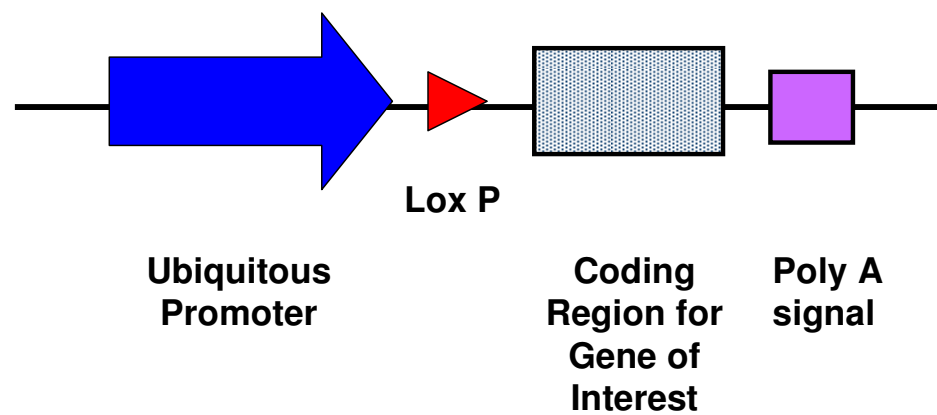 Lox P
Ubiquitous
Promoter
Coding
Region for
Gene of
Interest
Poly A
signal